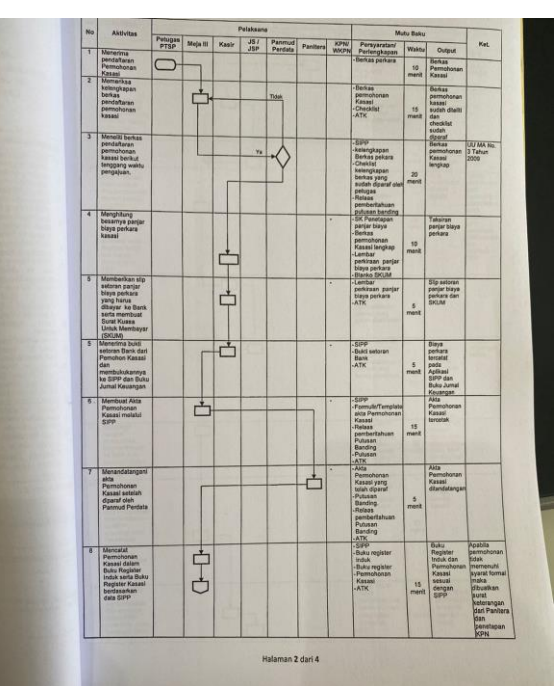 No
Aktivitas
Pelaksana
Mutu Baku
Ket.
Petugas PTSP
Meja III
Kasir
JS / JSP
Panmud Perdata
Panitera
KPN/ WKPN
Persyaratan/ Perlengkapan
Waktu
Output
1
Menerima
pendaftaran
Permohonan
Kasasi
-Berkas perkara
10
menit
Berkas
Permohonan
Kasasi
2
Memeriksa
kelengkapan
berkas
pendaftaran
permohonan
kasasi
Tidak
-Berkas
permohonan
Kasasi
-Checklist
-ATK
15
menit
Berkas
permohonan
kasasi
sudah diteliti
dan
checklist
sudah
diparaf
3
Meneliti berkas
pendaftaran
permohonan
kasasi berikut
tenggang waktu
pengajuan.
Ya
-SIPP
-kelengkapan
Berkas pekara
-Cheklist
kelengkapan
berkas yang
sudah diparaf oleh
petugas
-Relaas
pemberitahuan
putusan banding
20
menit
Berkas
permohonan
Kasasi
lengkap
UU MA No.
3 Tahun
2009
4
Menghitung
besarnya panjar
biaya perkara
kasasi
-SK Penetapan
panjar biaya
-Berkas
permohonan
Kasasi lengkap
-Lembar
perkiraan panjar
biaya perkara
-Blanko SKUM
10
menit
Taksiran
panjar biaya
perkara
5
Memberikan slip
setoran panjar
biaya perkara
yang harus
dibayar ke Bank
serta membuat
Surat Kuasa
Untuk Membayar
(SKUM)
-Lembar
perkiraan panjar
biaya perkara
-ATK
5
menit
Slip setoran
panjar biaya
perkara dan
SKUM
5
Menerima bukti
setoran Bank dari
Pemohon Kasasi
dan
membukukannya
ke SIPP dan Buku
Jurnal Keuangan
-SIPP
-Bukti setoran
Bank
-ATK
5
menit
Biaya
perkara
tercatat
pada
Aplikasi
SIPP dan
Buku Jurnal
Keuangan
6
Membuat Akta
Permohonan
Kasasi melalui
SIPP
-SIPP
-Formulir/Template
akta Permohonan
Kasasi
-Relaas
pemberitahuan
Putusan
Banding
-Putusan
-ATK
15
menit
Akta
Permohonan
Kasasi
tercetak
7
Menandatangani
akta
Permohonan
Kasasi setelah
diparaf oleh
Panmud Perdata
-Akta
Permohonan
Kasasi yang
telah diparaf
-Putusan
Banding
-Relaas
pemberitahuan
Putusan
Banding
-ATK
5
menit
Akta
Permohonan
Kasasi
ditandatangan
8
Mencatat
Permohonan
Kasasi dalam
Buku Register
Induk serta Buku
Register Kasasi
berdasarkan
data SIPP
-SIPP
-Buku register
Induk
-Buku register
-Permohonan
Kasasi
-ATK
15
menit
Buku
Register
Induk dan
Permohonan
Kasasi
sesuai
dengan
SIPP
Apabila
permohonan
tidak
memenuhi
syarat formal
maka
dibuatkan
surat
keterangan
dari Panitera
dan
penetapan
KPN
Halaman 2 dari 4